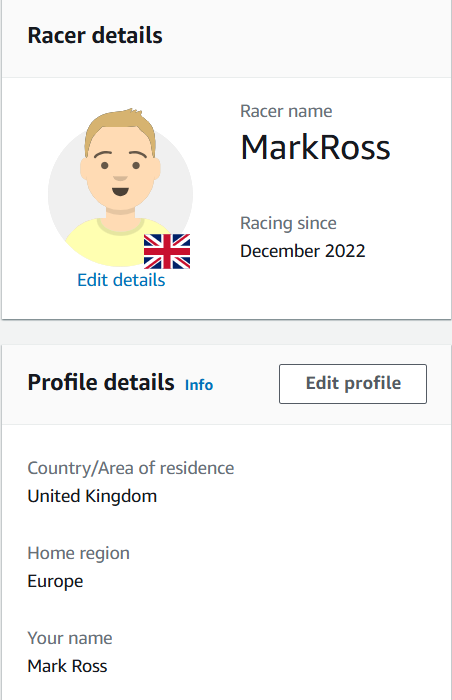 Racer details
Racer name
MarkRoss
Racing since
December 2022
Edit details
Profile details Info
Edit profile
Country/Area of residence
United Kingdom
Home region
Europe
Your name
Mark Ross